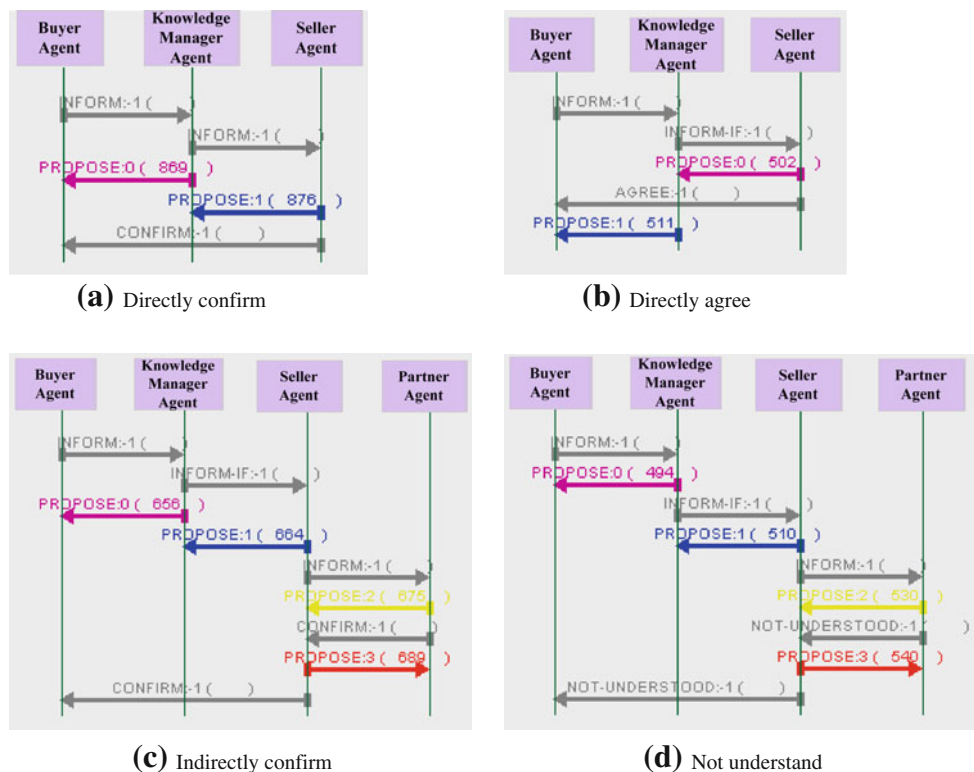 Buyer Agent
Knowledge Manager Agent
Seller Agent
INFORM:-1 ( )
INFORM:-1 ( )
PROPOSE:0 ( 869 )
PROPOSE:1 ( 876 )
CONFIRM:-1 ( )
(a) Directly confirm
Buyer Agent
Knowledge Manager Agent
Seller Agent
INFORM:-1 ( )
INFORM-IF:-1 ( )
PROPOSE:0 ( 502 )
AGREE:-1 ( )
PROPOSE:1 ( 511 )
(b) Directly agree
Buyer Agent
Knowledge Manager Agent
Seller Agent
Partner Agent
INFORM:-1 ( )
INFORM-IF:-1 ( )
PROPOSE:0 ( 656 )
PROPOSE:1 ( 664 )
INFORM:-1 ( )
PROPOSE:2 ( 675 )
CONFIRM:-1 ( )
PROPOSE:3 ( 689 )
CONFIRM:-1 ( )
(c) Indirectly confirm
Buyer Agent
Knowledge Manager Agent
Seller Agent
Partner Agent
INFORM:-1 ( )
PROPOSE:0 ( 494 )
INFORM-IF:-1 ( )
PROPOSE:1 ( 510 )
INFORM:-1 ( )
PROPOSE:2 ( 530 )
NOT-UNDERSTOOD:-1 ( )
PROPOSE:3 ( 540 )
NOT-UNDERSTOOD:-1 ( )
(d) Not understand